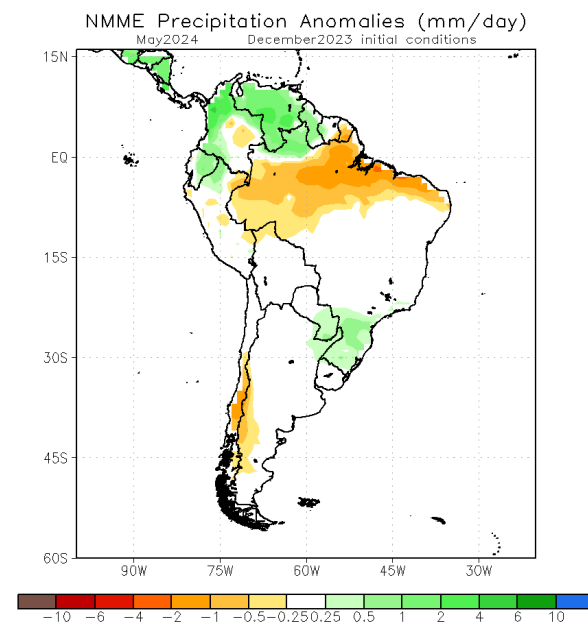 NMME Precipitation Anomalies (mm/day)
May2024 December2023 initial conditions
15N
EQ
15S
30S
45S
60S
90W 75W 60W 45W 30W
-10 -6 -4 -2 -1 -0.5 -0.25 0.25 0.5 1 2 4 6 10